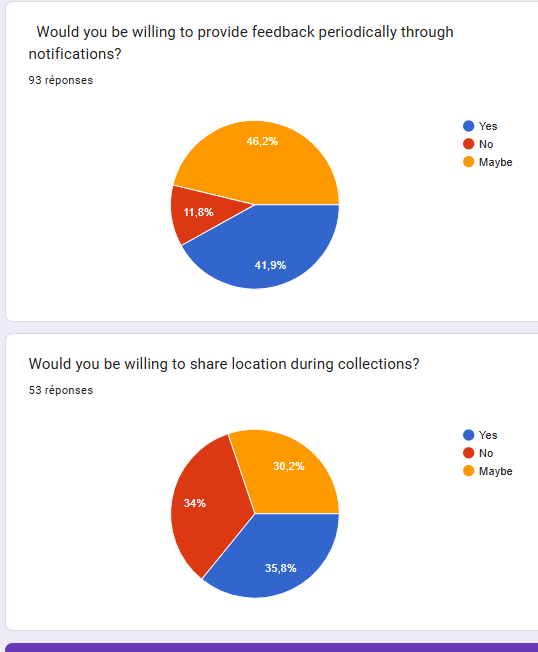 Would you be willing to provide feedback periodically through
notifications?
93 réponses
46,2%
11,8%
41,9%
Yes
No
Maybe
Would you be willing to share location during collections?
53 réponses
30,2%
34%
35,8%
Yes
No
Maybe